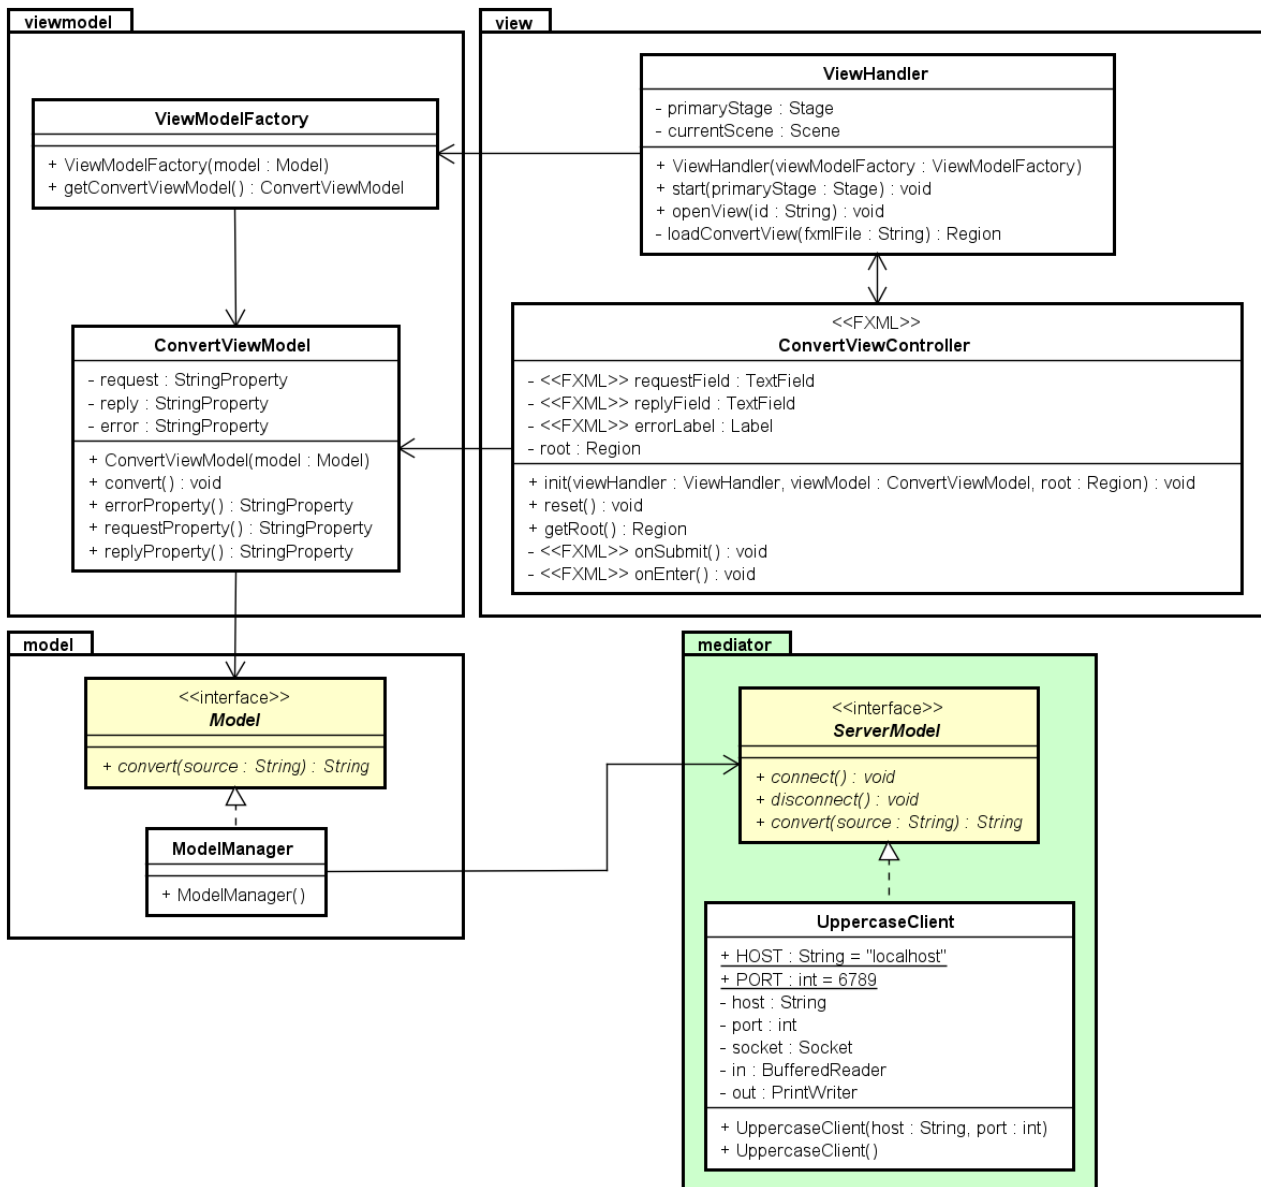 viewmodel
ViewModelFactory
+ ViewModelFactory(model : Model)
+ getConvertViewModel() : ConvertViewModel
ConvertViewModel
- request : StringProperty
- reply : StringProperty
- error : StringProperty
+ ConvertViewModel(model : Model)
+ convert() : void
+ errorProperty() : StringProperty
+ requestProperty() : StringProperty
+ replyProperty() : StringProperty
view
ViewHandler
- primaryStage : Stage
- currentScene : Scene
+ ViewHandler(viewModelFactory : ViewModelFactory)
+ start(primaryStage : Stage) : void
+ openView(id : String) : void
- loadConvertView(fxmlFile : String) : Region
<<FXML>>
ConvertViewController
- <<FXML>> requestField : TextField
- <<FXML>> replyField : TextField
- <<FXML>> errorLabel : Label
- root : Region
+ init(viewHandler : ViewHandler, viewModel : ConvertViewModel, root : Region) : void
+ reset() : void
+ getRoot() : Region
- <<FXML>> onSubmit() : void
- <<FXML>> onEnter() : void
model
<<interface>>
Model
+ convert(source : String) : String
ModelManager
+ ModelManager()
mediator
<<interface>>
ServerModel
+ connect() : void
+ disconnect() : void
+ convert(source : String) : String
UppercaseClient
+ HOST : String = "localhost"
+ PORT : int = 6789
- host : String
- port : int
- socket : Socket
- in : BufferedReader
- out : PrintWriter
+ UppercaseClient(host : String, port : int)
+ UppercaseClient()